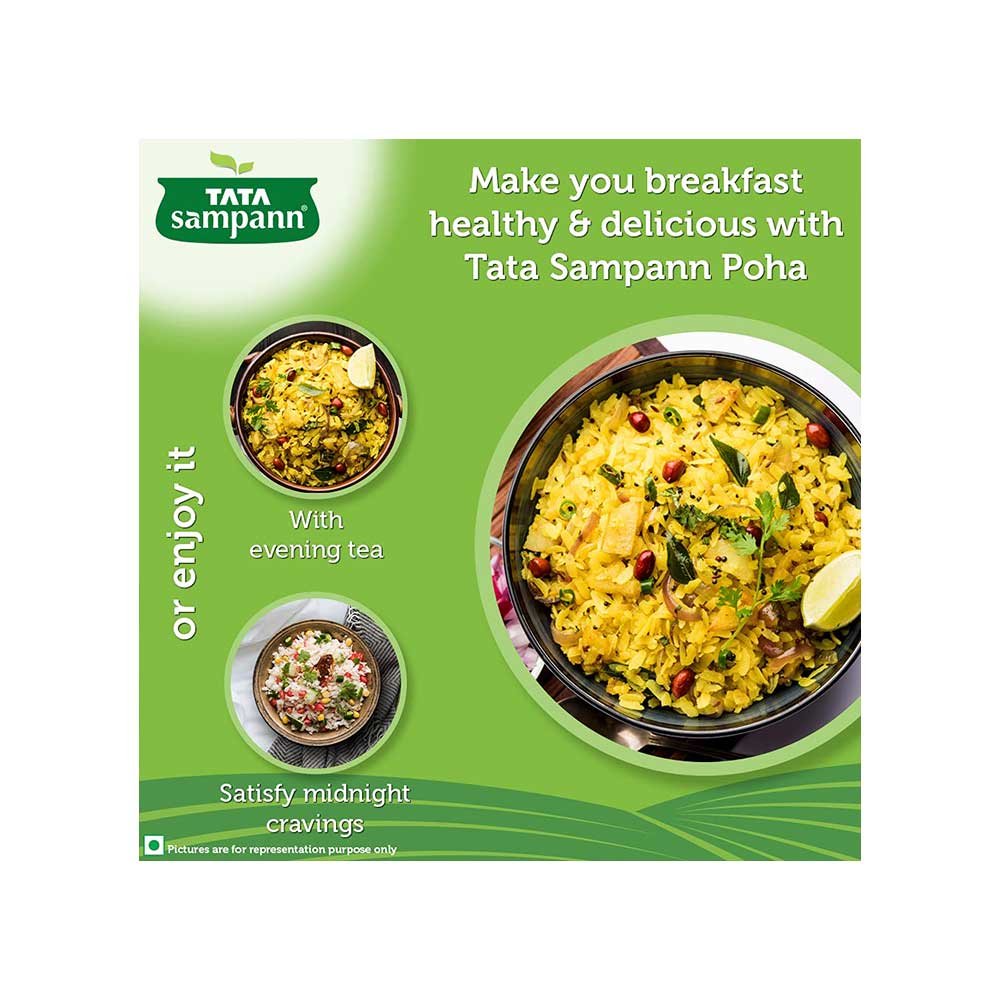 TATA
sampann®
Make you breakfast
healthy & delicious with
Tata Sampann Poha
or enjoy it
With
evening tea
Satisfy midnight
cravings
Pictures are for representation purpose only